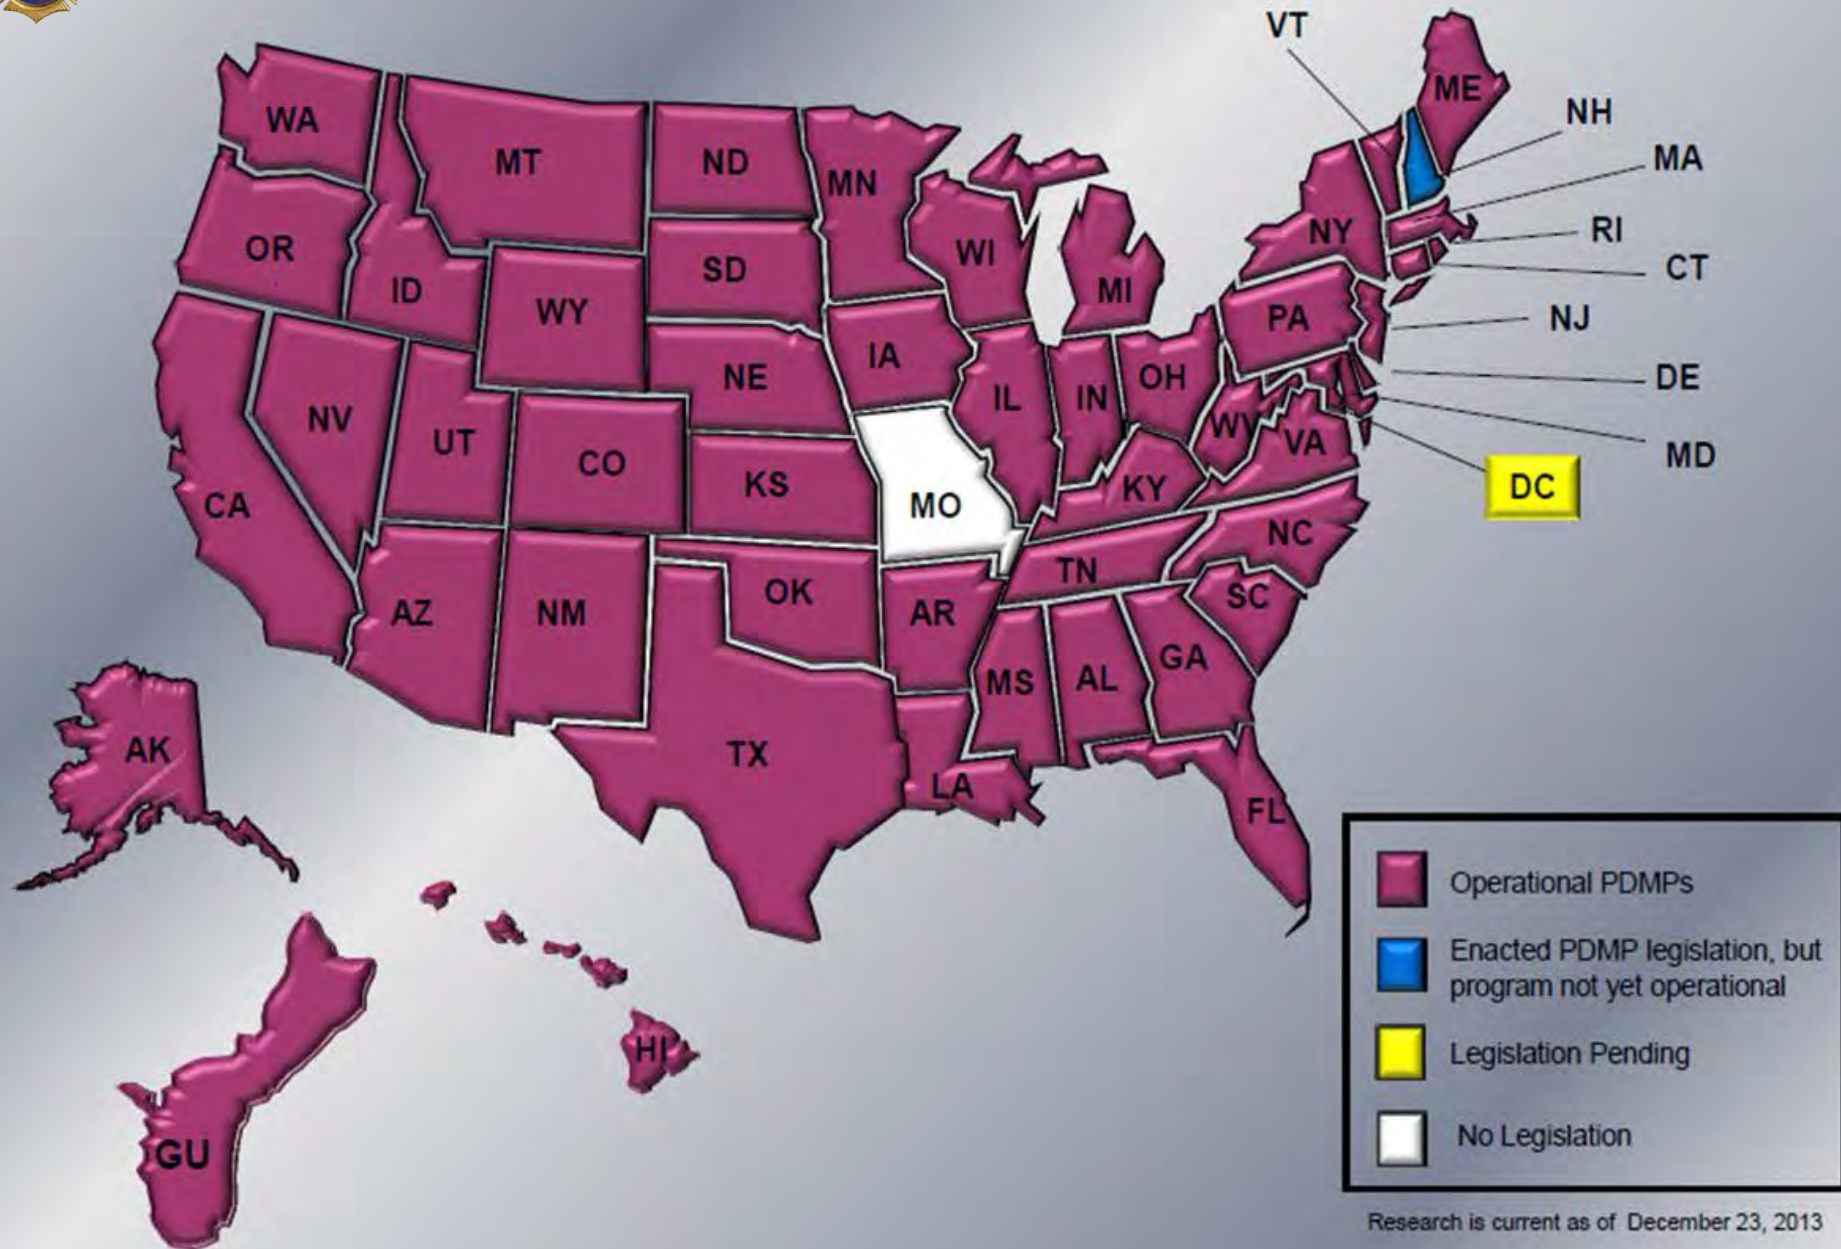 VT
ME
WA
NH
MT
ND
MN
MA
OR
NY
RI
WI
SD
CT
ID
MI
WY
PA
NJ
IA
NE
OH
DE
IL
IN
NV
WV
UT
VA
MD
CO
KS
KY
DC
CA
MO
NC
TN
OK
SC
AZ
NM
AR
GA
MS
AL
AK
TX
LA
FL
Operational PDMPs
Enacted PDMP legislation, but
program not yet operational
HI
Legislation Pending
No Legislation
GU
Research is current as of December 23, 2013